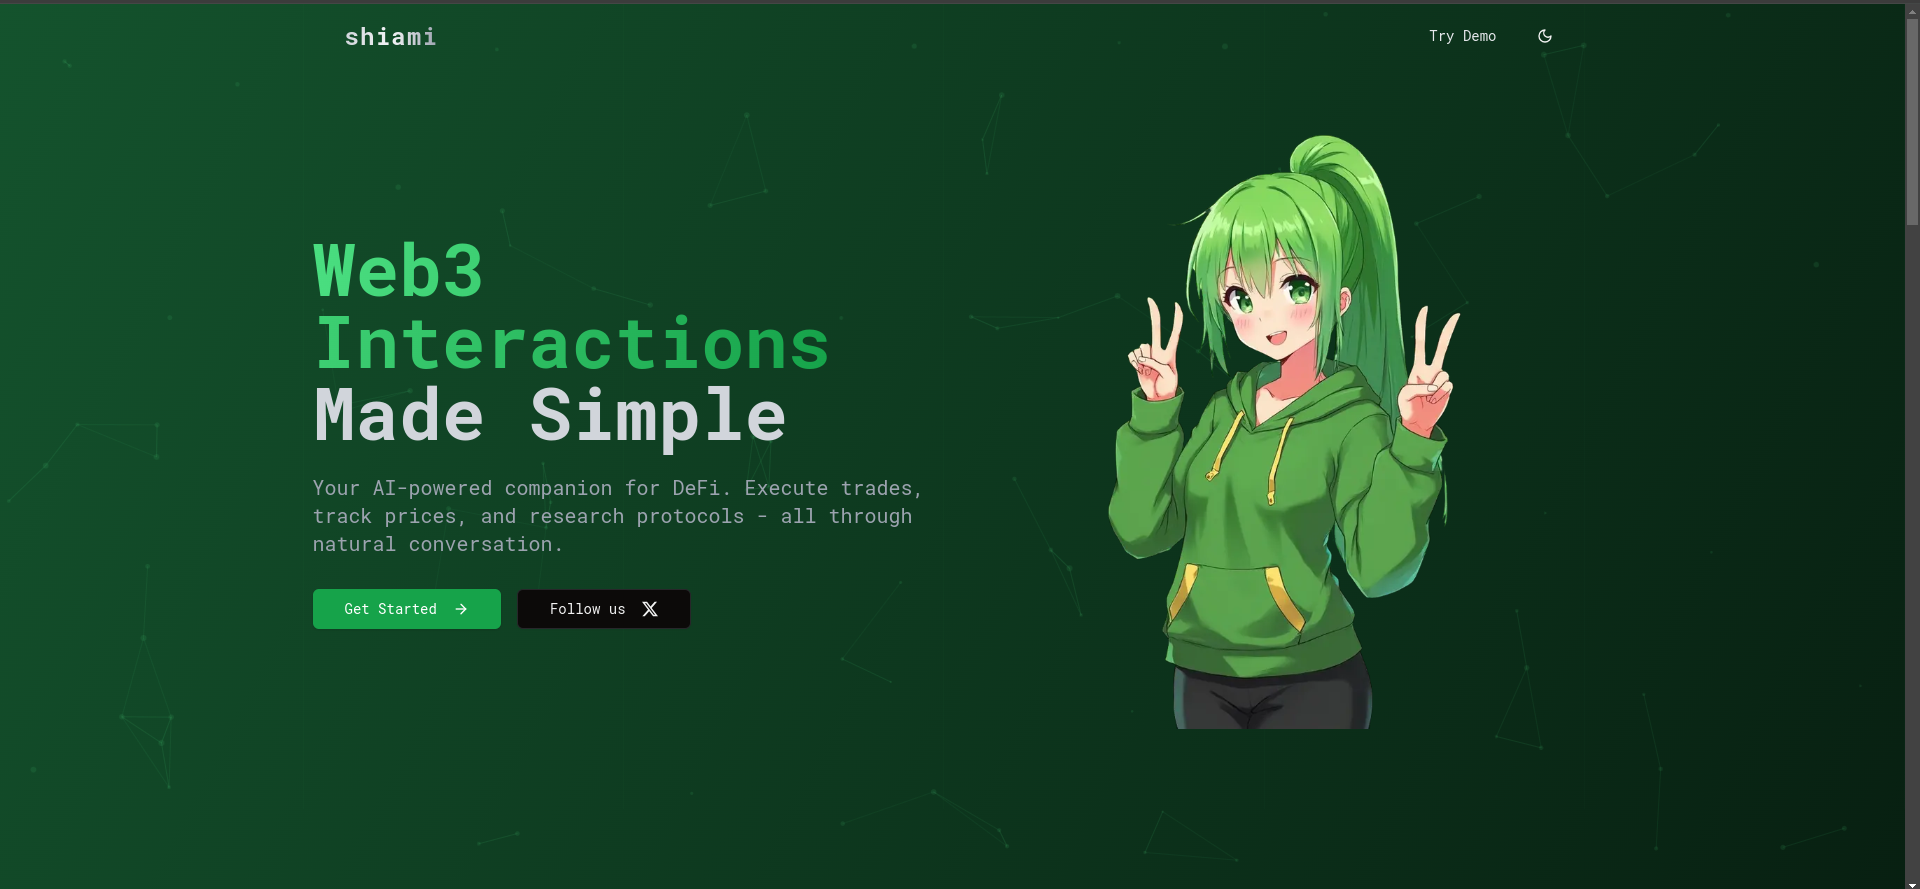 shiami
Try Demo
Web3
Interactions
Made Simple
Your AI-powered companion for DeFi. Execute trades,
track prices, and research protocols - all through
natural conversation.
Get Started
Follow us X